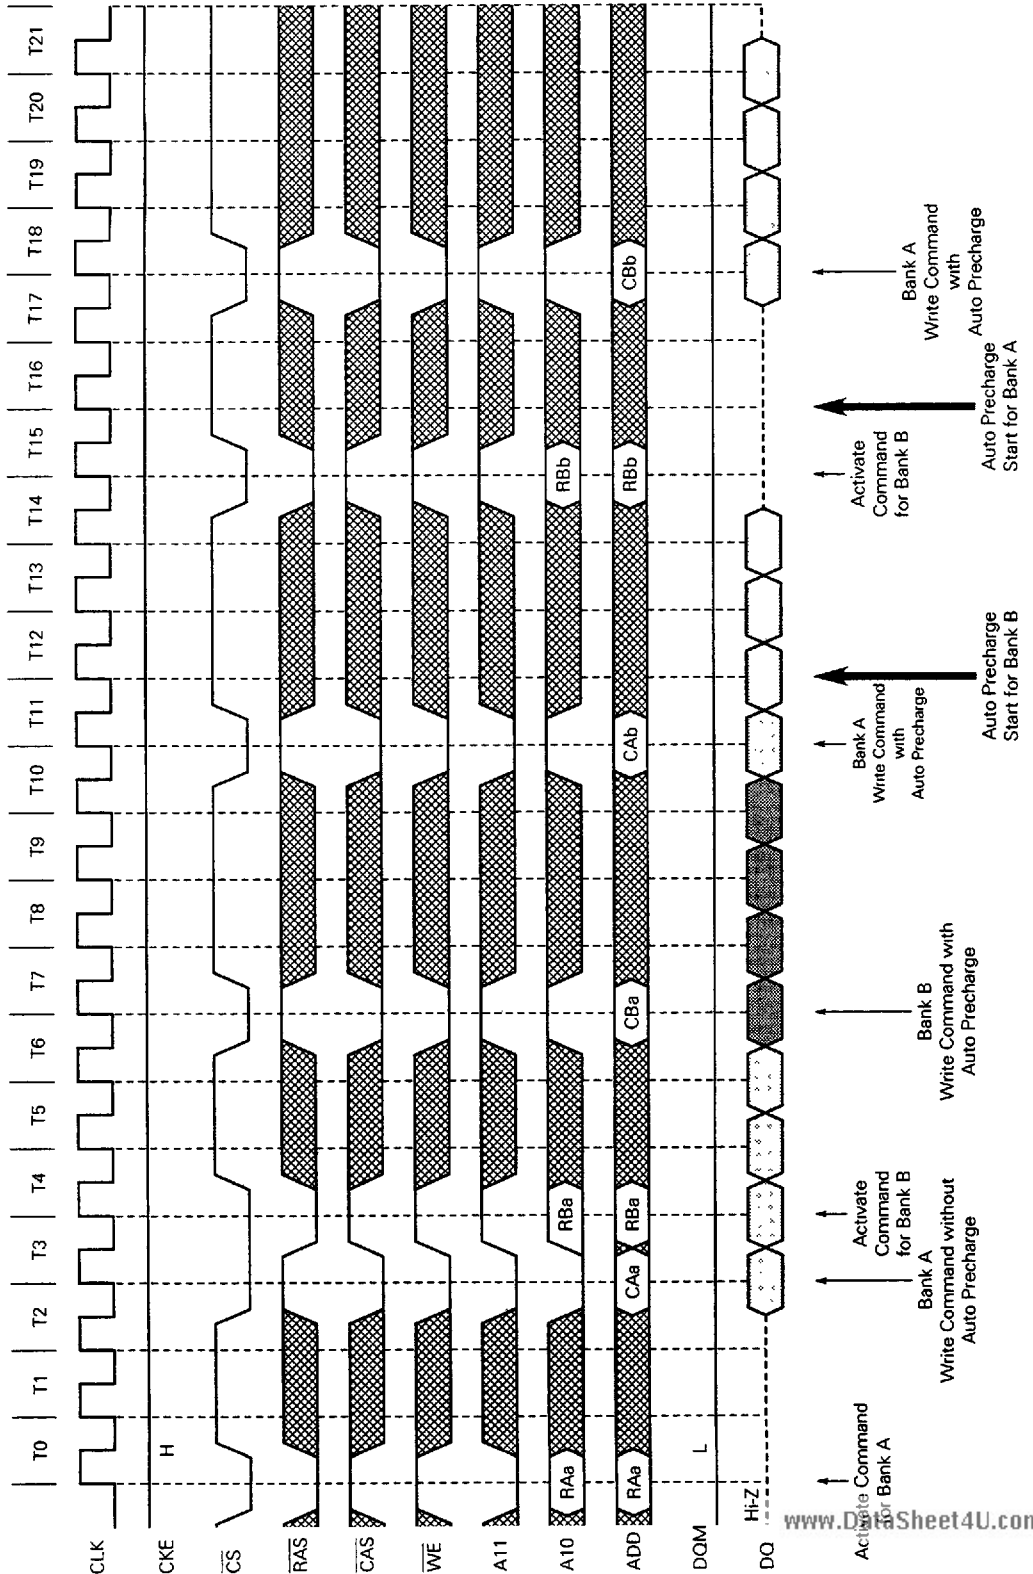 T0 T1 T2 T3 T4 T5 T6 T7 T8 T9 T10 T11 T12 T13 T14 T15 T16 T17 T18 T19 T20 T21
CLK
CKE H
CS
RAS
CAS
WE
A11
A10 RAa RBa RBb
ADD RAa CAa RBa CBa CAb RBb CBb
DQM L
DQ Hi-Z
Activate Command
for Bank A
Bank A
Write Command without
Auto Precharge
Activate
Command
for Bank B
Bank B
Write Command with
Auto Precharge
Bank A
Write Command
with
Auto Precharge
Auto Precharge
Start for Bank B
Activate
Command
for Bank B
Auto Precharge
Start for Bank A
Bank A
Write Command
with
Auto Precharge
www.DataSheet4U.com